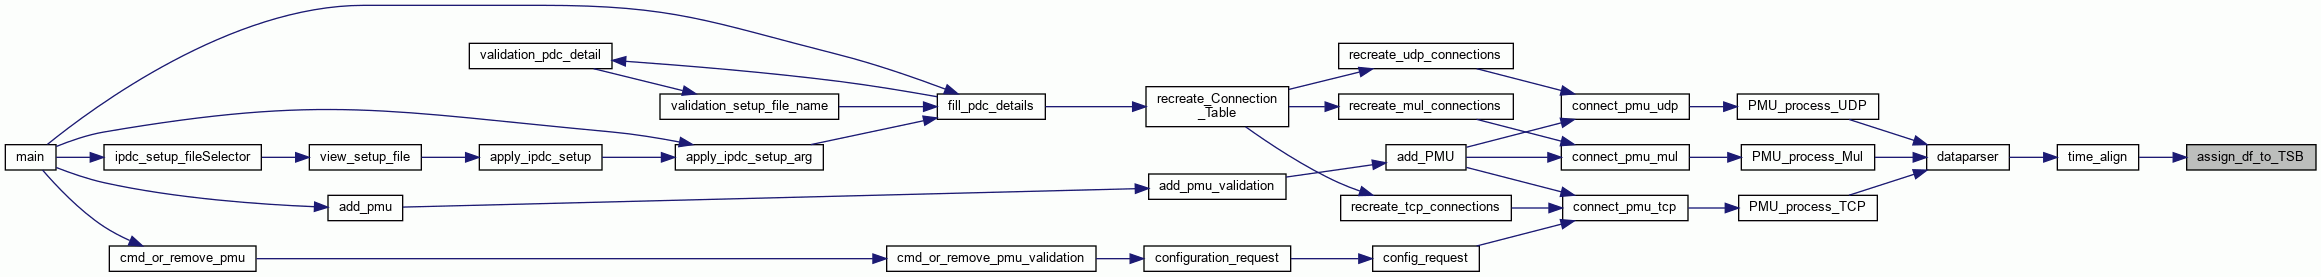 main
validation_pdc_detail
validation_setup_file_name
ipdc_setup_fileSelector
view_setup_file
apply_ipdc_setup
apply_ipdc_setup_arg
add_pmu
cmd_or_remove_pmu
fill_pdc_details
cmd_or_remove_pmu_validation
recreate_Connection
_Table
add_pmu_validation
configuration_request
recreate_udp_connections
recreate_mul_connections
add_PMU
recreate_tcp_connections
config_request
connect_pmu_udp
connect_pmu_mul
connect_pmu_tcp
PMU_process_UDP
PMU_process_Mul
PMU_process_TCP
dataparser
time_align
assign_df_to_TSB